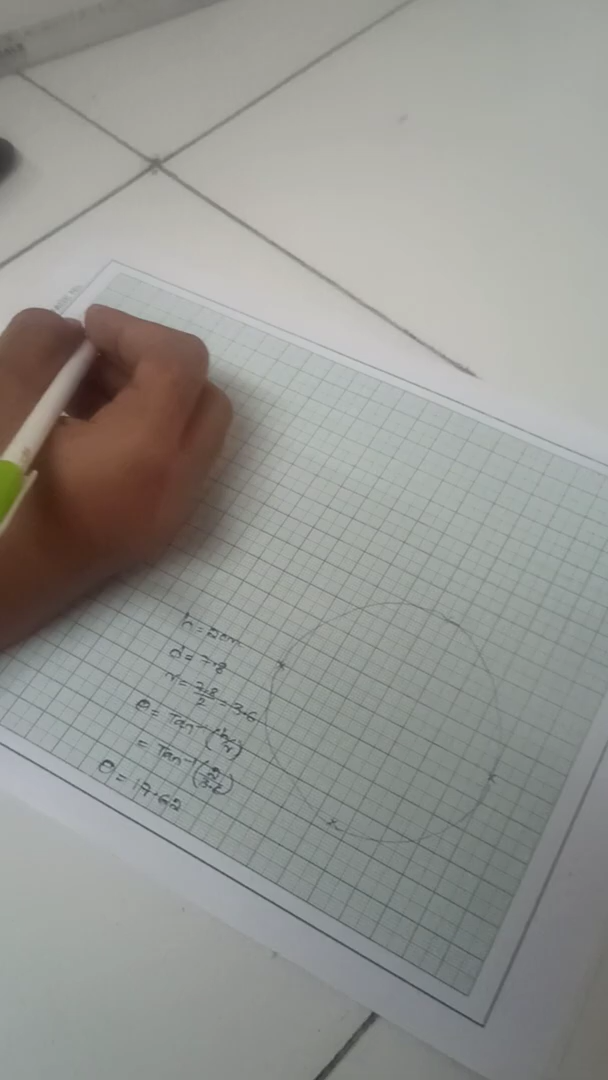 h = 2cm
d = 7.8
r = 7.8/2 = 3.6
θ = Tan⁻¹(h/r)
= Tan⁻¹(2/3.6)
θ = 17.62